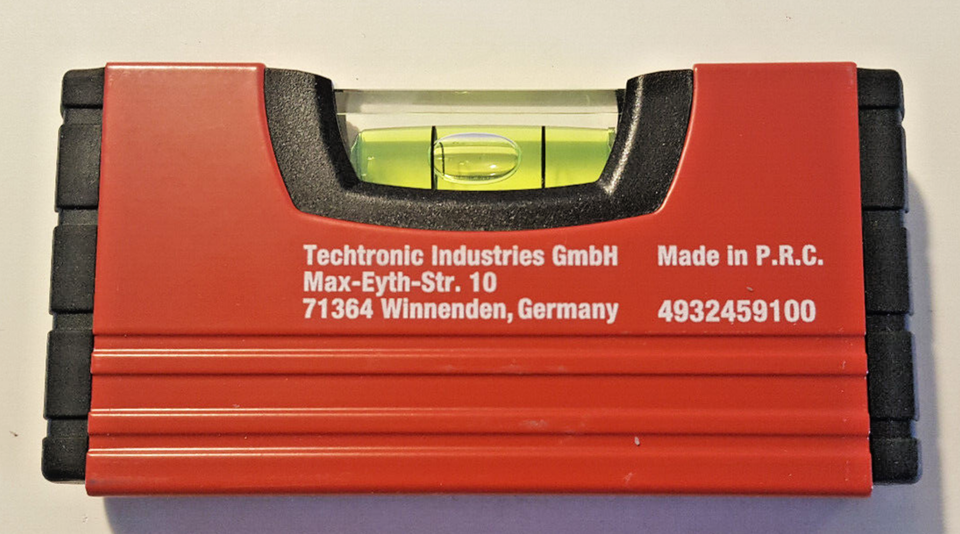 Techtronic Industries GmbH
Max-Eyth-Str. 10
71364 Winnenden, Germany
Made in P.R.C.
4932459100